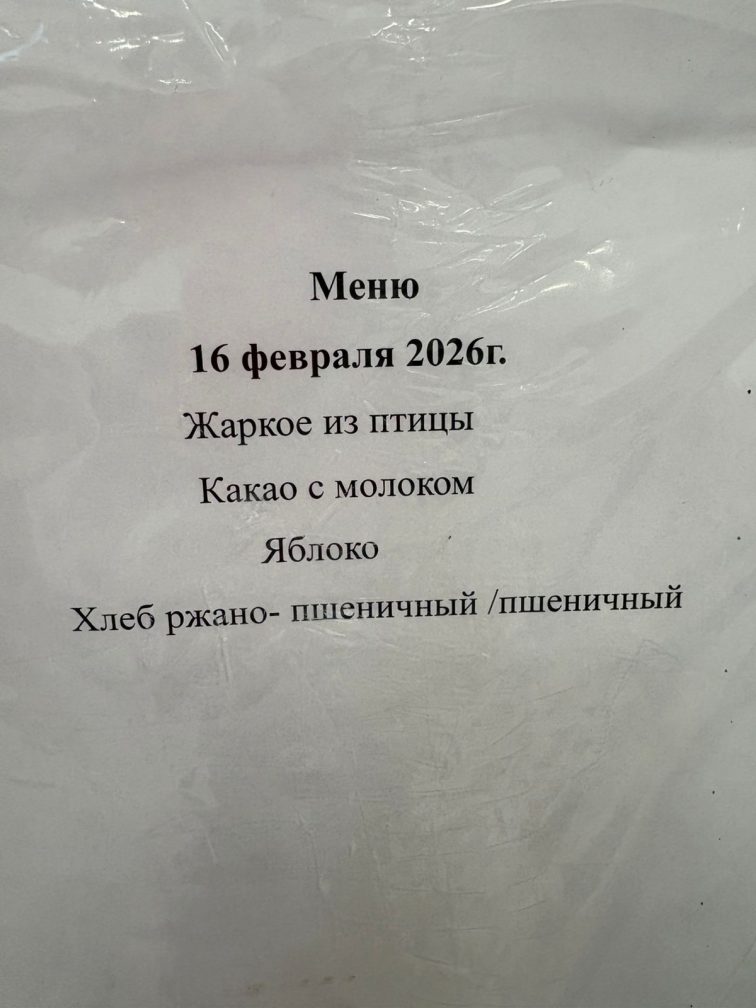 Меню
16 февраля 2026г.
Жаркое из птицы
Какао с молоком
Яблоко
Хлеб ржано- пшеничный /пшеничный